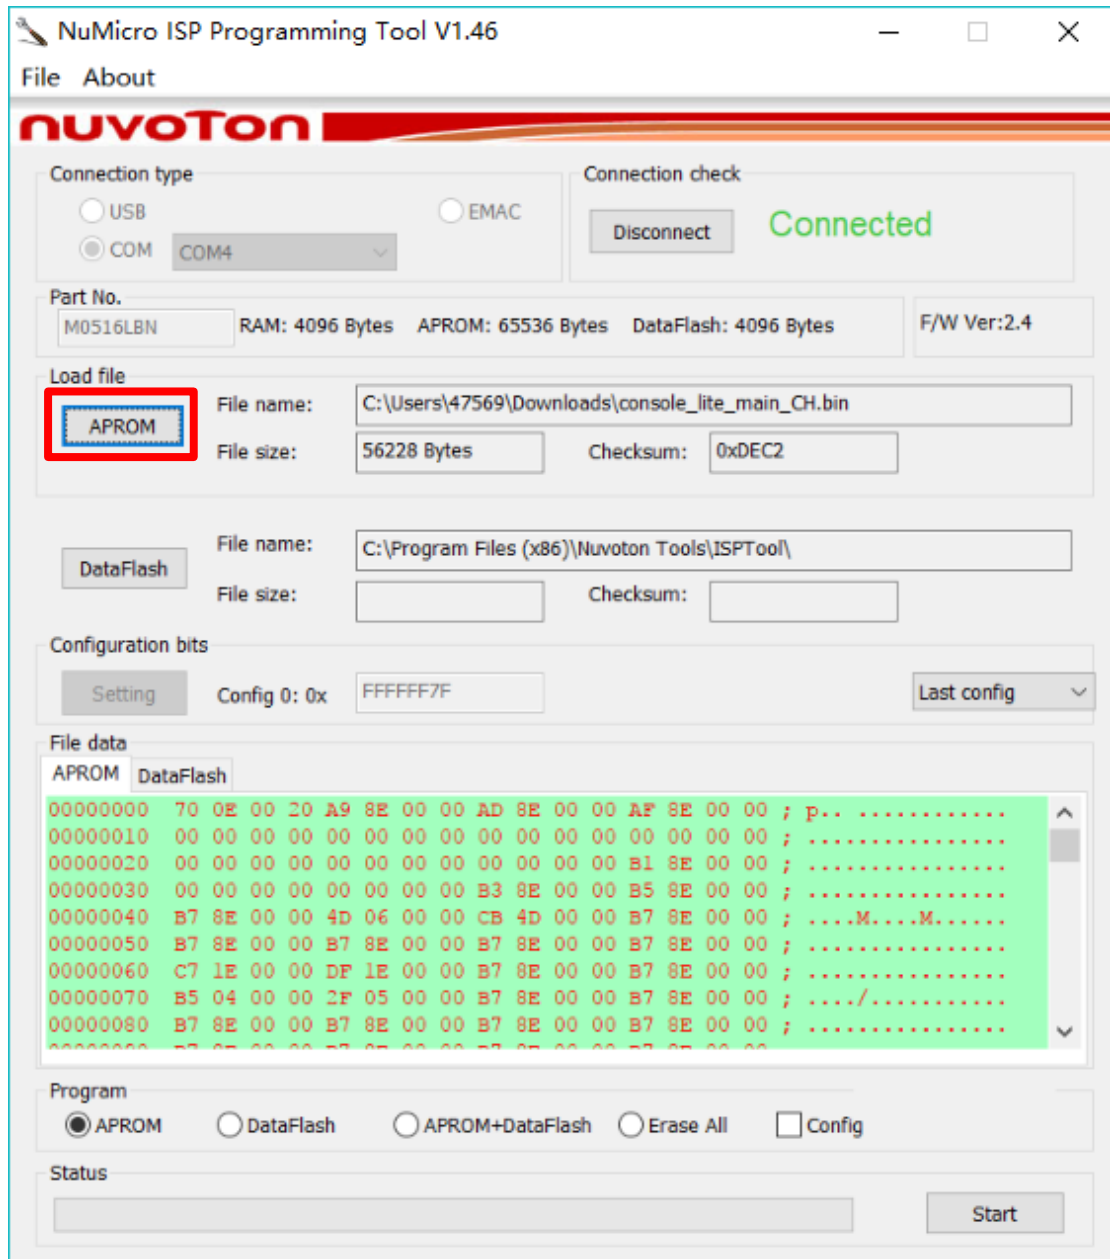 NuMicro ISP Programming Tool V1.46
File About
nuvoTon
Connection type
USB
EMAC
COM COM4
Connection check
Disconnect Connected
Part No.
M0516LBN RAM: 4096 Bytes APROM: 65536 Bytes DataFlash: 4096 Bytes F/W Ver:2.4
Load file
APROM
File name: C:\Users\47569\Downloads\console_lite_main_CH.bin
File size: 56228 Bytes Checksum: 0xDEC2
DataFlash
File name: C:\Program Files (x86)\Nuvoton Tools\ISPTool\
File size: Checksum:
Configuration bits
Setting Config 0: 0x FFFFFF7F Last config
File data
APROM DataFlash
00000000 70 0E 00 20 A9 8E 00 00 AD 8E 00 00 AF 8E 00 00 ; p.. ............
00000010 00 00 00 00 00 00 00 00 00 00 00 00 00 00 00 00 ; ................
00000020 00 00 00 00 00 00 00 00 00 00 00 00 B1 8E 00 00 ; ................
00000030 00 00 00 00 00 00 00 00 B3 8E 00 00 B5 8E 00 00 ; ................
00000040 B7 8E 00 00 4D 06 00 00 CB 4D 00 00 B7 8E 00 00 ; ....M....M......
00000050 B7 8E 00 00 B7 8E 00 00 B7 8E 00 00 B7 8E 00 00 ; ................
00000060 C7 1E 00 00 DF 1E 00 00 B7 8E 00 00 B7 8E 00 00 ; ................
00000070 B5 04 00 00 2F 05 00 00 B7 8E 00 00 B7 8E 00 00 ; ..../...........
00000080 B7 8E 00 00 B7 8E 00 00 B7 8E 00 00 B7 8E 00 00 ; ................
Program
APROM DataFlash APROM+DataFlash Erase All Config
Status
Start